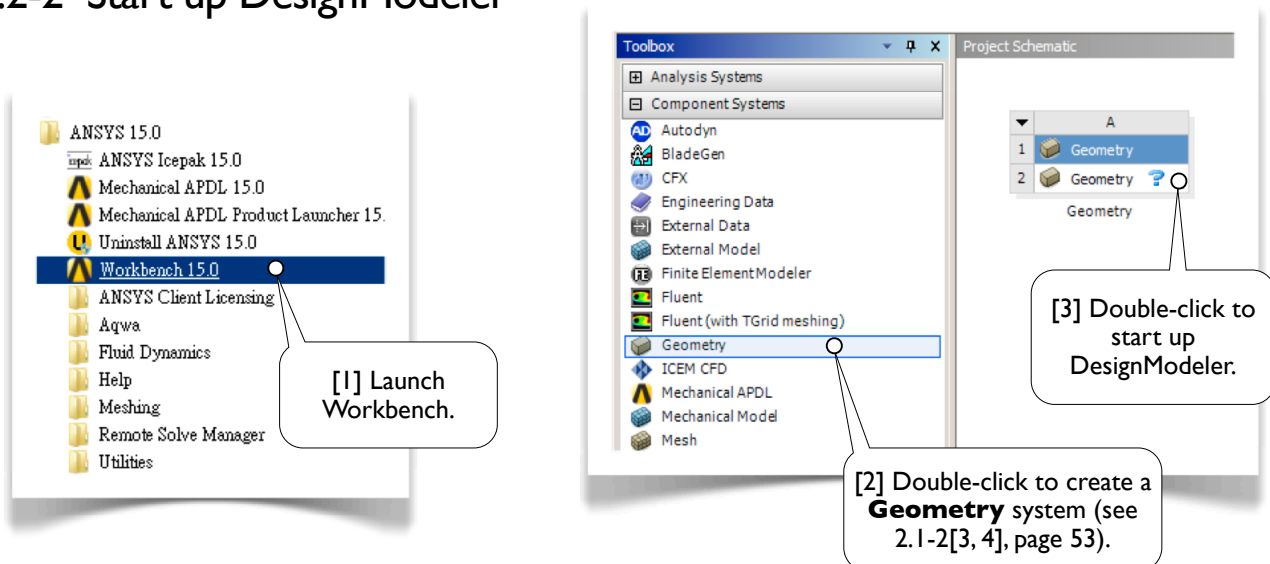 .2-2 Start up DesignModeler
ANSYS 15.0
ANSYS Icepak 15.0
Mechanical APDL 15.0
Mechanical APDL Product Launcher 15.
Uninstall ANSYS 15.0
Workbench 15.0
ANSYS Client Licensing
Aqwa
Fluid Dynamics
Help
Meshing
Remote Solve Manager
Utilities
[1] Launch
Workbench.
Toolbox
Analysis Systems
Component Systems
Autodyn
BladeGen
CFX
Engineering Data
External Data
External Model
Finite Element Modeler
Fluent
Fluent (with TGrid meshing)
Geometry
ICEM CFD
Mechanical APDL
Mechanical Model
Mesh
Project Schematic
A
1 Geometry
2 Geometry ?
Geometry
[2] Double-click to create a
Geometry system (see
2.1-2[3, 4], page 53).
[3] Double-click to
start up
DesignModeler.